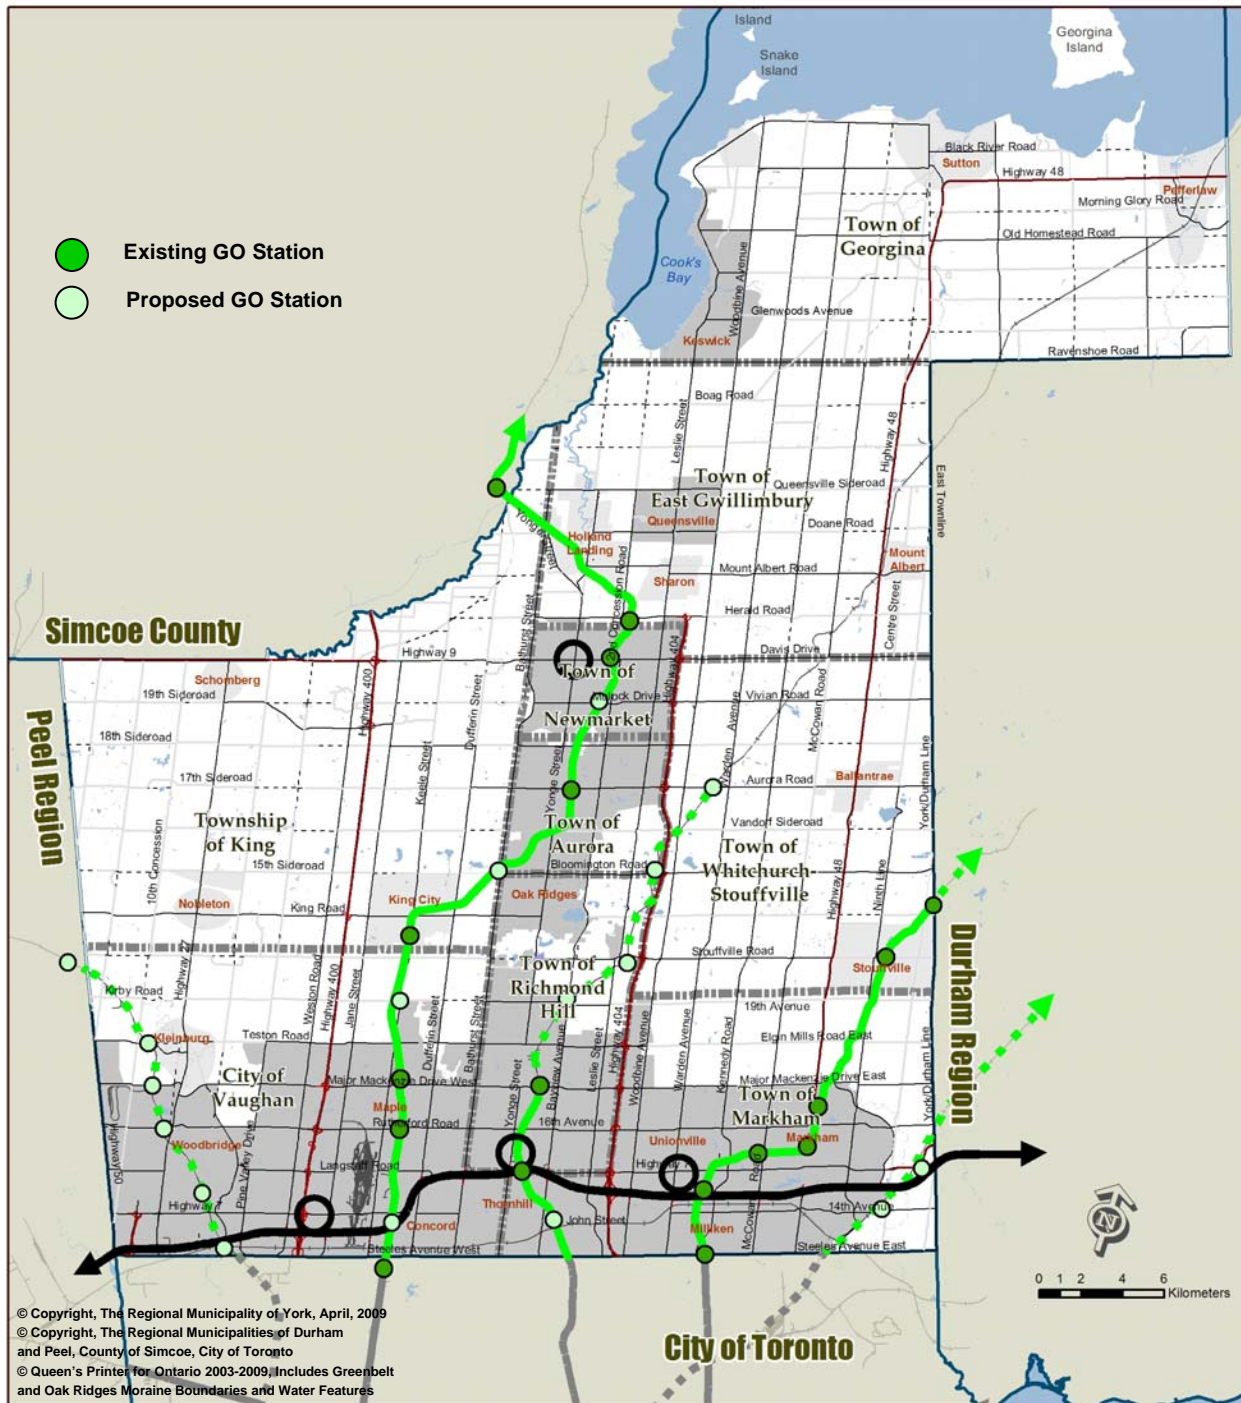 Island
Georgina
Island
Snake
Island
Black River Road
Sutton
Highway 48
Pefferlaw
Morning Glory Road
Town of
Georgina
Old Homestead Road
Existing GO Station
Proposed GO Station
Cook's
Bay
Woodbine Avenue
Glenwoods Avenue
Keswick
Ravenshoe Road
Boag Road
Leslie Street
Highway 48
Town of
East Gwillimbury
Queensville Sideroad
East Townline
Yonge Street
Queensville
Doane Road
Holland
Landing
Mount
Albert
Mount Albert Road
Sharon
2nd Concession Road
Centre Street
Herald Road
Simcoe County
Bathurst Street
Highway 9
Davis Drive
Highway 404
Town of
Newmarket
Mulock Drive
Vivian Road
Schomberg
19th Sideroad
Highway 400
Dufferin Street
Peel Region
18th Sideroad
Warden Avenue
McCowan Road
17th Sideroad
Keele Street
Yonge Street
Aurora Road
Ballantrae
York/Durham Line
Township
of King
Town of
Aurora
Vandorf Sideroad
10th Concession
15th Sideroad
Bloomington Road
Town of
Whitchurch-
Stouffville
Highway 48
Ninth Line
Nobleton
King Road
King City
Oak Ridges
Highway 27
Stouffville Road
Stouffville
Durham Region
Kirby Road
Weston Road
Highway 400
Jane Street
Town of
Richmond
Hill
19th Avenue
Kleinburg
Teston Road
Dufferin Street
Bathurst Street
Leslie Street
Highway 404
Woodbine Avenue
Warden Avenue
Kennedy Road
Elgin Mills Road East
York/Durham Line
City of
Vaughan
Major Mackenzie Drive West
Yonge Street
Bayview Avenue
Major Mackenzie Drive East
Town of
Markham
Maple
Rutherford Road
16th Avenue
Highway 50
Woodbridge
Pine Valley Drive
Unionville
Markham
Langstaff Road
Highway 7
Highway 7
Thornhill
14th Avenue
Concord
John Street
Milliken
McCowan Road
Steeles Avenue West
Steeles Avenue East
N
0 1 2 4 6
Kilometers
© Copyright, The Regional Municipality of York, April, 2009
© Copyright, The Regional Municipalities of Durham
and Peel, County of Simcoe, City of Toronto
© Queen's Printer for Ontario 2003-2009, Includes Greenbelt
and Oak Ridges Moraine Boundaries and Water Features
City of Toronto